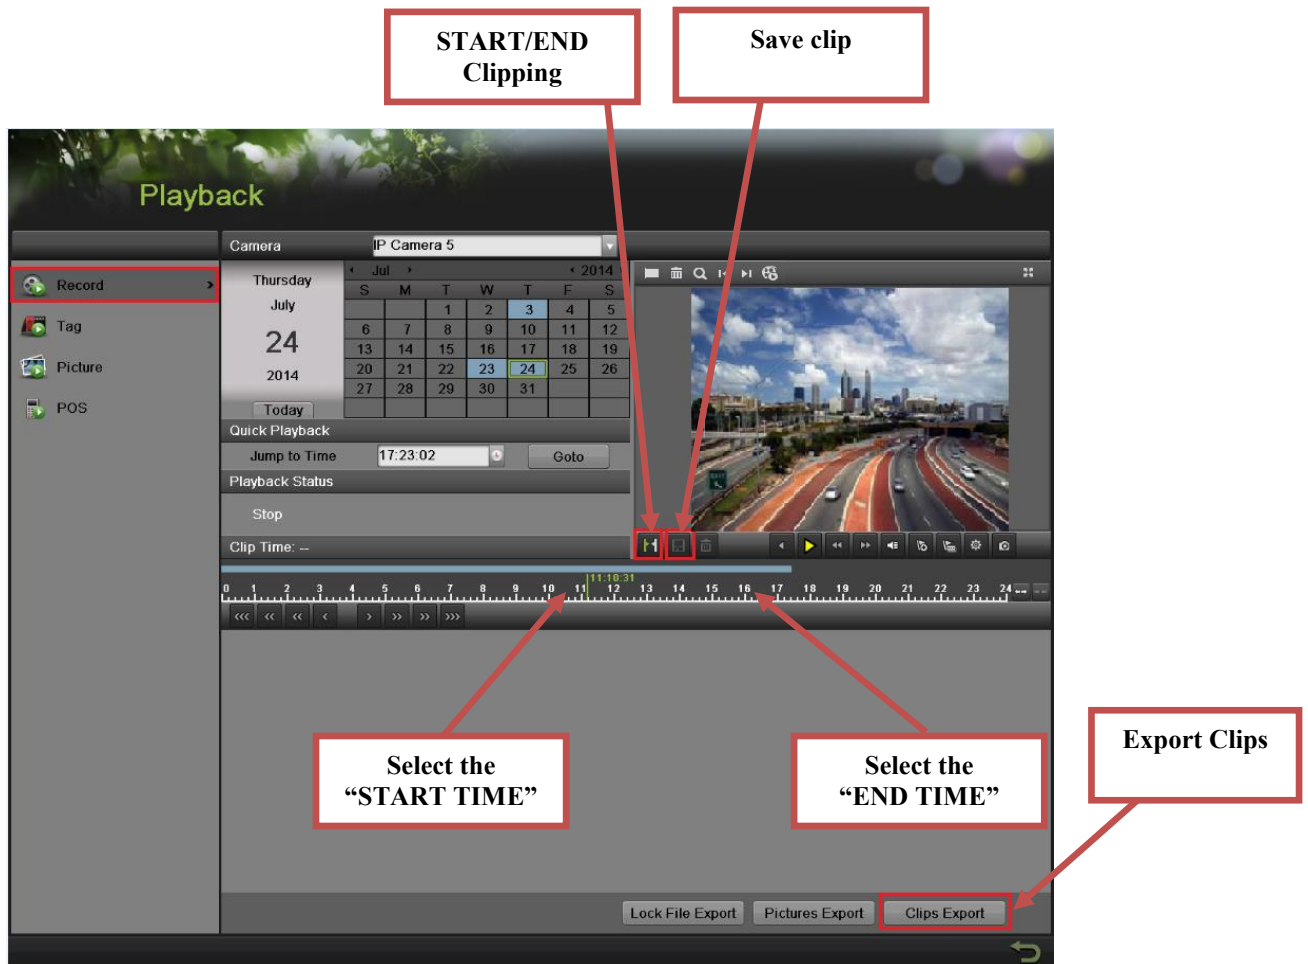 START/END
Clipping
Save clip
Playback
Camera
IP Camera 5
Record
Tag
Picture
POS
Thursday
July
24
2014
Today
Jul 2014
S M T W T F S
1 2 3 4 5
6 7 8 9 10 11 12
13 14 15 16 17 18 19
20 21 22 23 24 25 26
27 28 29 30 31
Quick Playback
Jump to Time 17:23:02 Goto
Playback Status
Stop
Clip Time: --
EXIT
11:10:31
0 1 2 3 4 5 6 7 8 9 10 11 12 13 14 15 16 17 18 19 20 21 22 23 24
Select the
“START TIME”
Select the
“END TIME”
Export Clips
Lock File Export
Pictures Export
Clips Export